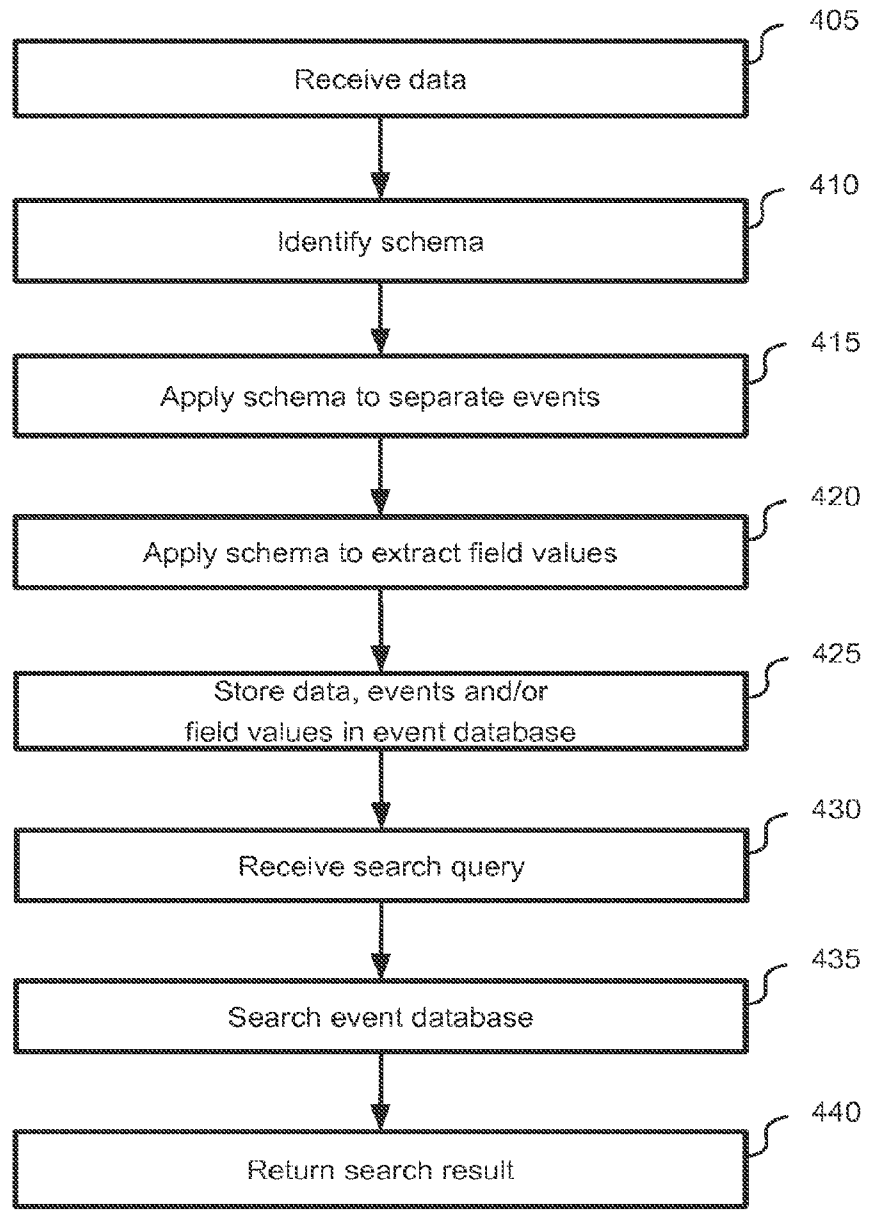 405
Receive data
410
Identify schema
415
Apply schema to separate events
420
Apply schema to extract field values
425
Store data, events and/or
field values in event database
430
Receive search query
435
Search event database
440
Return search result